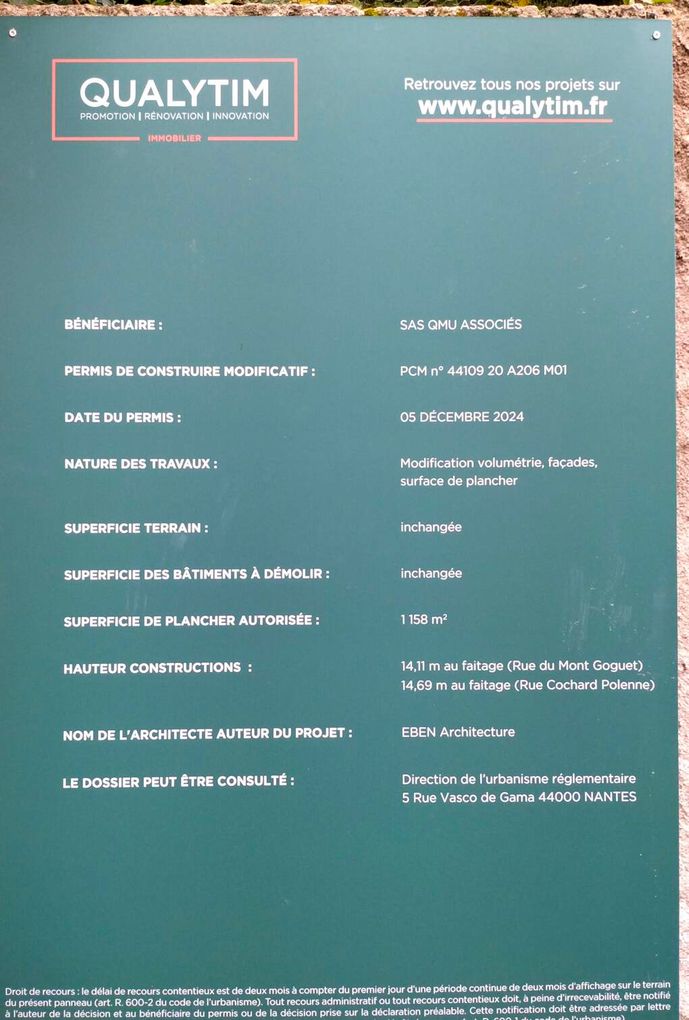 QUALYTIM
PROMOTION | RÉNOVATION | INNOVATION
IMMOBILIER
Retrouvez tous nos projets sur
www.qualytim.fr
BÉNÉFICIAIRE : SAS QMU ASSOCIÉS
PERMIS DE CONSTRUIRE MODIFICATIF : PCM n° 44109 20 A206 M01
DATE DU PERMIS : 05 DÉCEMBRE 2024
NATURE DES TRAVAUX : Modification volumétrie, façades,
surface de plancher
SUPERFICIE TERRAIN : inchangée
SUPERFICIE DES BÂTIMENTS À DÉMOLIR : inchangée
SUPERFICIE DE PLANCHER AUTORISÉE : 1 158 m²
HAUTEUR CONSTRUCTIONS : 14,11 m au faitage (Rue du Mont Goguet)
14,69 m au faitage (Rue Cochard Polenne)
NOM DE L'ARCHITECTE AUTEUR DU PROJET : EBEN Architecture
LE DOSSIER PEUT ÊTRE CONSULTÉ : Direction de l'urbanisme réglementaire
5 Rue Vasco de Gama 44000 NANTES
Droit de recours : le délai de recours contentieux est de deux mois à compter du premier jour d'une période continue de deux mois d'affichage sur le terrain
du présent panneau (art. R. 600-2 du code de l'urbanisme). Tout recours administratif ou tout recours contentieux doit, à peine d'irrecevabilité, être notifié
à l'auteur de la décision et au bénéficiaire du permis ou de la décision prise sur la déclaration préalable. Cette notification doit être adressée par lettre